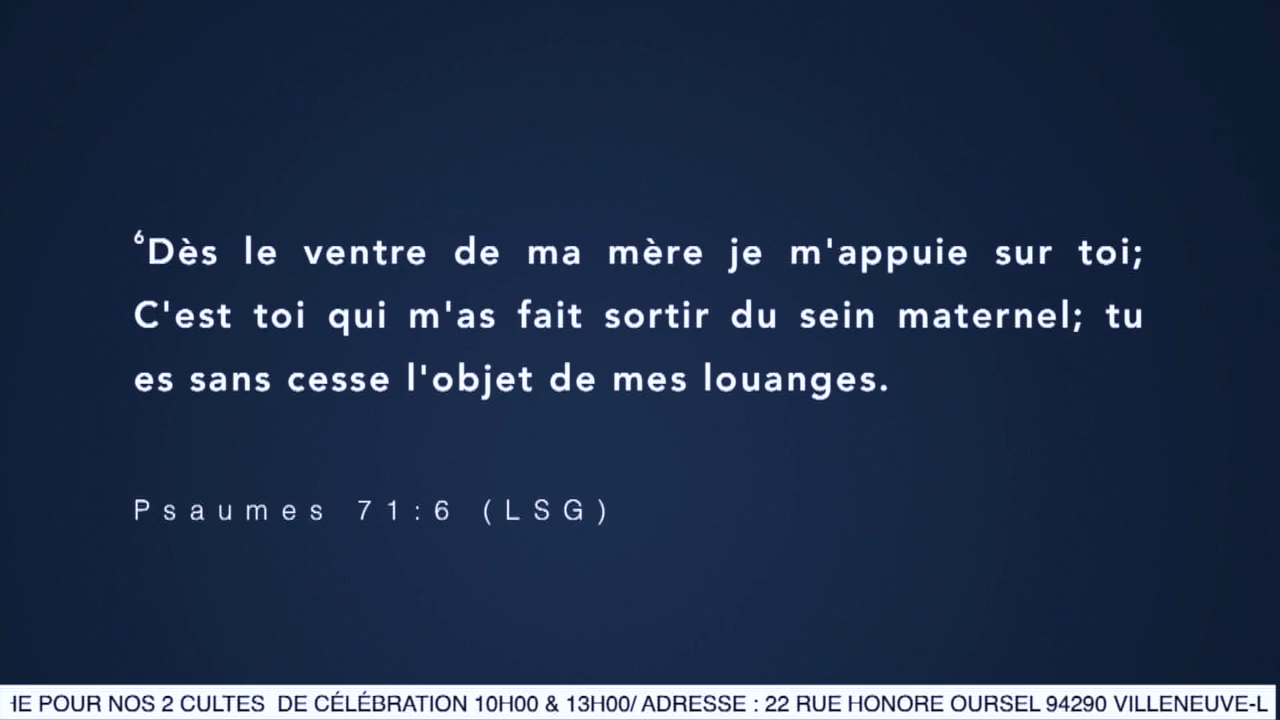 ⁶Dès le ventre de ma mère je m'appuie sur toi;
C'est toi qui m'as fait sortir du sein maternel; tu
es sans cesse l'objet de mes louanges.
Psaumes 71:6 (LSG)
POUR NOS 2 CULTES DE CÉLÉBRATION 10H00 & 13H00/ ADRESSE : 22 RUE HONORE OURSEL 94290 VILLENEUVE-L